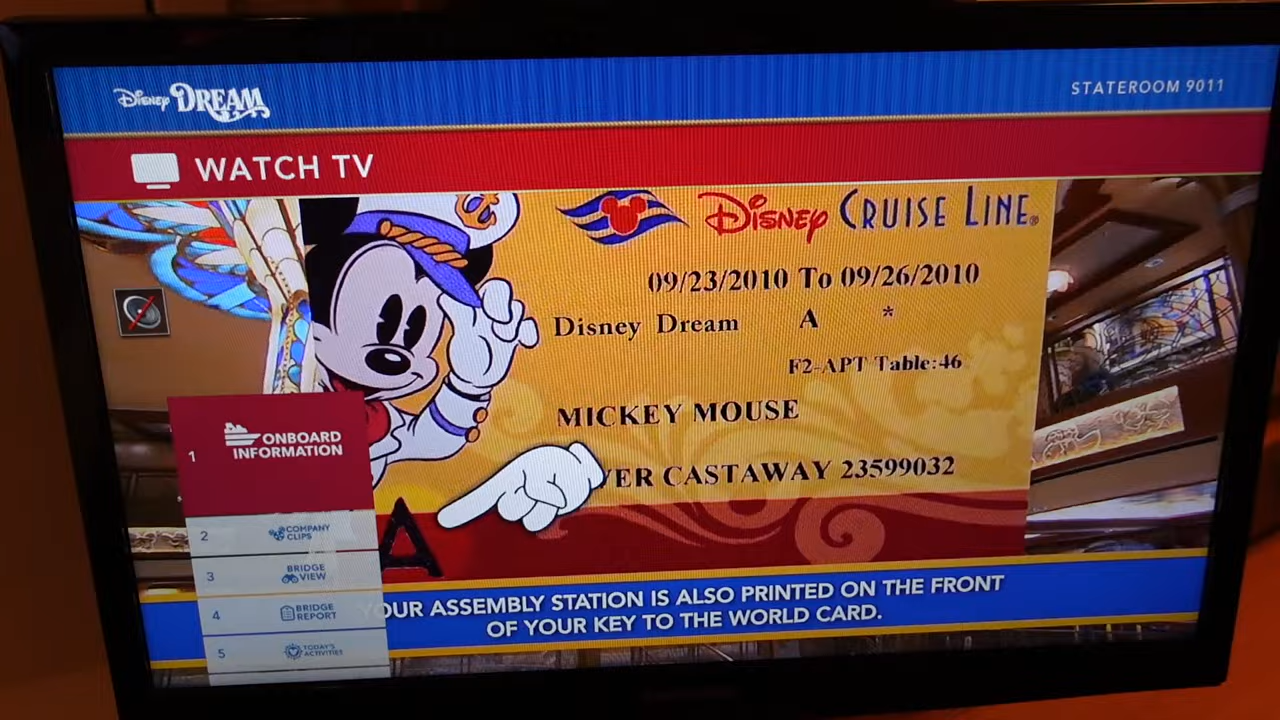 Disney DREAM
STATEROOM 9011
WATCH TV
Disney CRUISE LINE®
09/23/2010 To 09/26/2010
Disney Dream A *
F2-APT Table:46
MICKEY MOUSE
YER CASTAWAY 23599032
A
1 ONBOARD
INFORMATION
2 COMPANY
CLIPS
3 BRIDGE
VIEW
4 BRIDGE
REPORT
5 TODAY'S
ACTIVITIES
YOUR ASSEMBLY STATION IS ALSO PRINTED ON THE FRONT
OF YOUR KEY TO THE WORLD CARD.